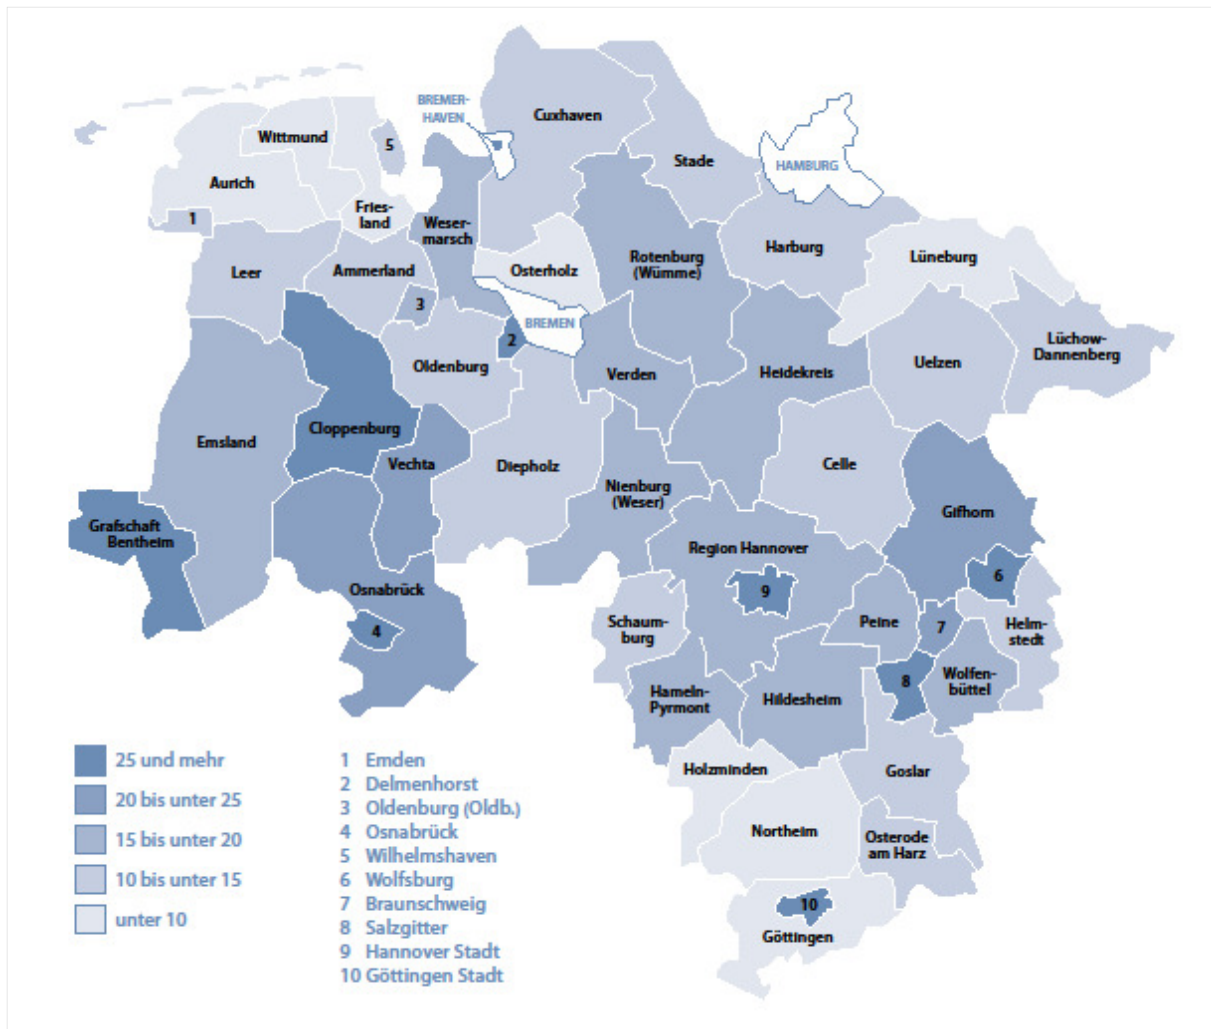 BREMER-
HAVEN
Cuxhaven
Wittmund
5
Stade
HAMBURG
Aurich
1
Fries-
land
Weser-
marsch
Harburg
Lüneburg
Leer
Ammerland
Osterholz
Rotenburg
(Wümme)
3
BREMEN
2
Lüchow-
Dannenberg
Oldenburg
Verden
Heidekreis
Uelzen
Cloppenburg
Emsland
Vechta
Diepholz
Celle
Nienburg
(Weser)
Gifhorn
Grafschaft
Bentheim
Region Hannover
6
Osnabrück
9
4
Schaum-
burg
Peine
7
Helm-
stedt
8
Wolfen-
büttel
Hameln-
Pyrmont
Hildesheim
Holzminden
Goslar
Northeim
Osterode
am Harz
10
Göttingen
25 und mehr
20 bis unter 25
15 bis unter 20
10 bis unter 15
unter 10
1 Emden
2 Delmenhorst
3 Oldenburg (Oldb.)
4 Osnabrück
5 Wilhelmshaven
6 Wolfsburg
7 Braunschweig
8 Salzgitter
9 Hannover Stadt
10 Göttingen Stadt